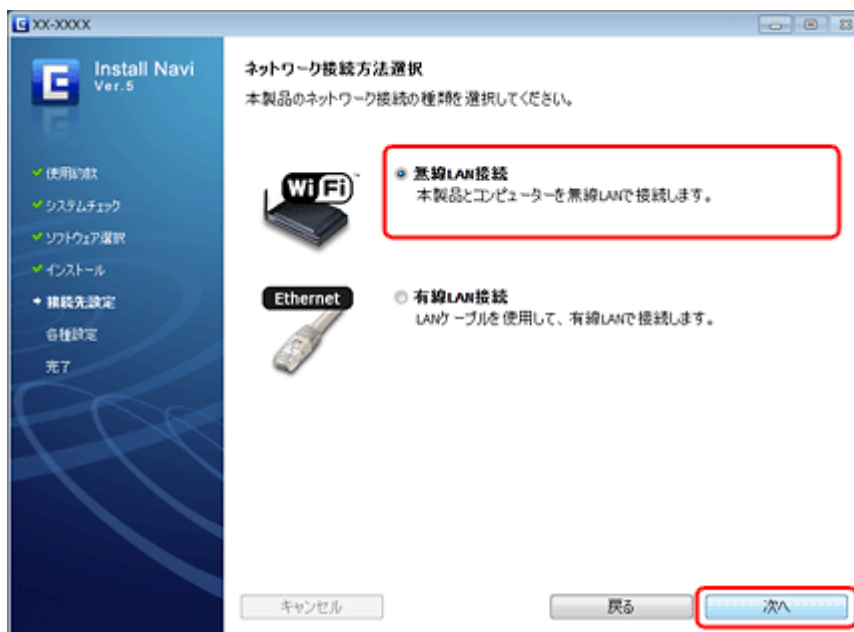 XX-XXXX
Install Navi
Ver.5
使用許諾
システムチェック
ソフトウェア選択
インストール
接続先設定
各種設定
完了
ネットワーク接続方法選択
本製品のネットワーク接続の種類を選択してください。
Wi Fi
無線LAN接続
本製品とコンピューターを無線LANで接続します。
Ethernet
有線LAN接続
LANケーブルを使用して、有線LANで接続します。
キャンセル
戻る
次へ